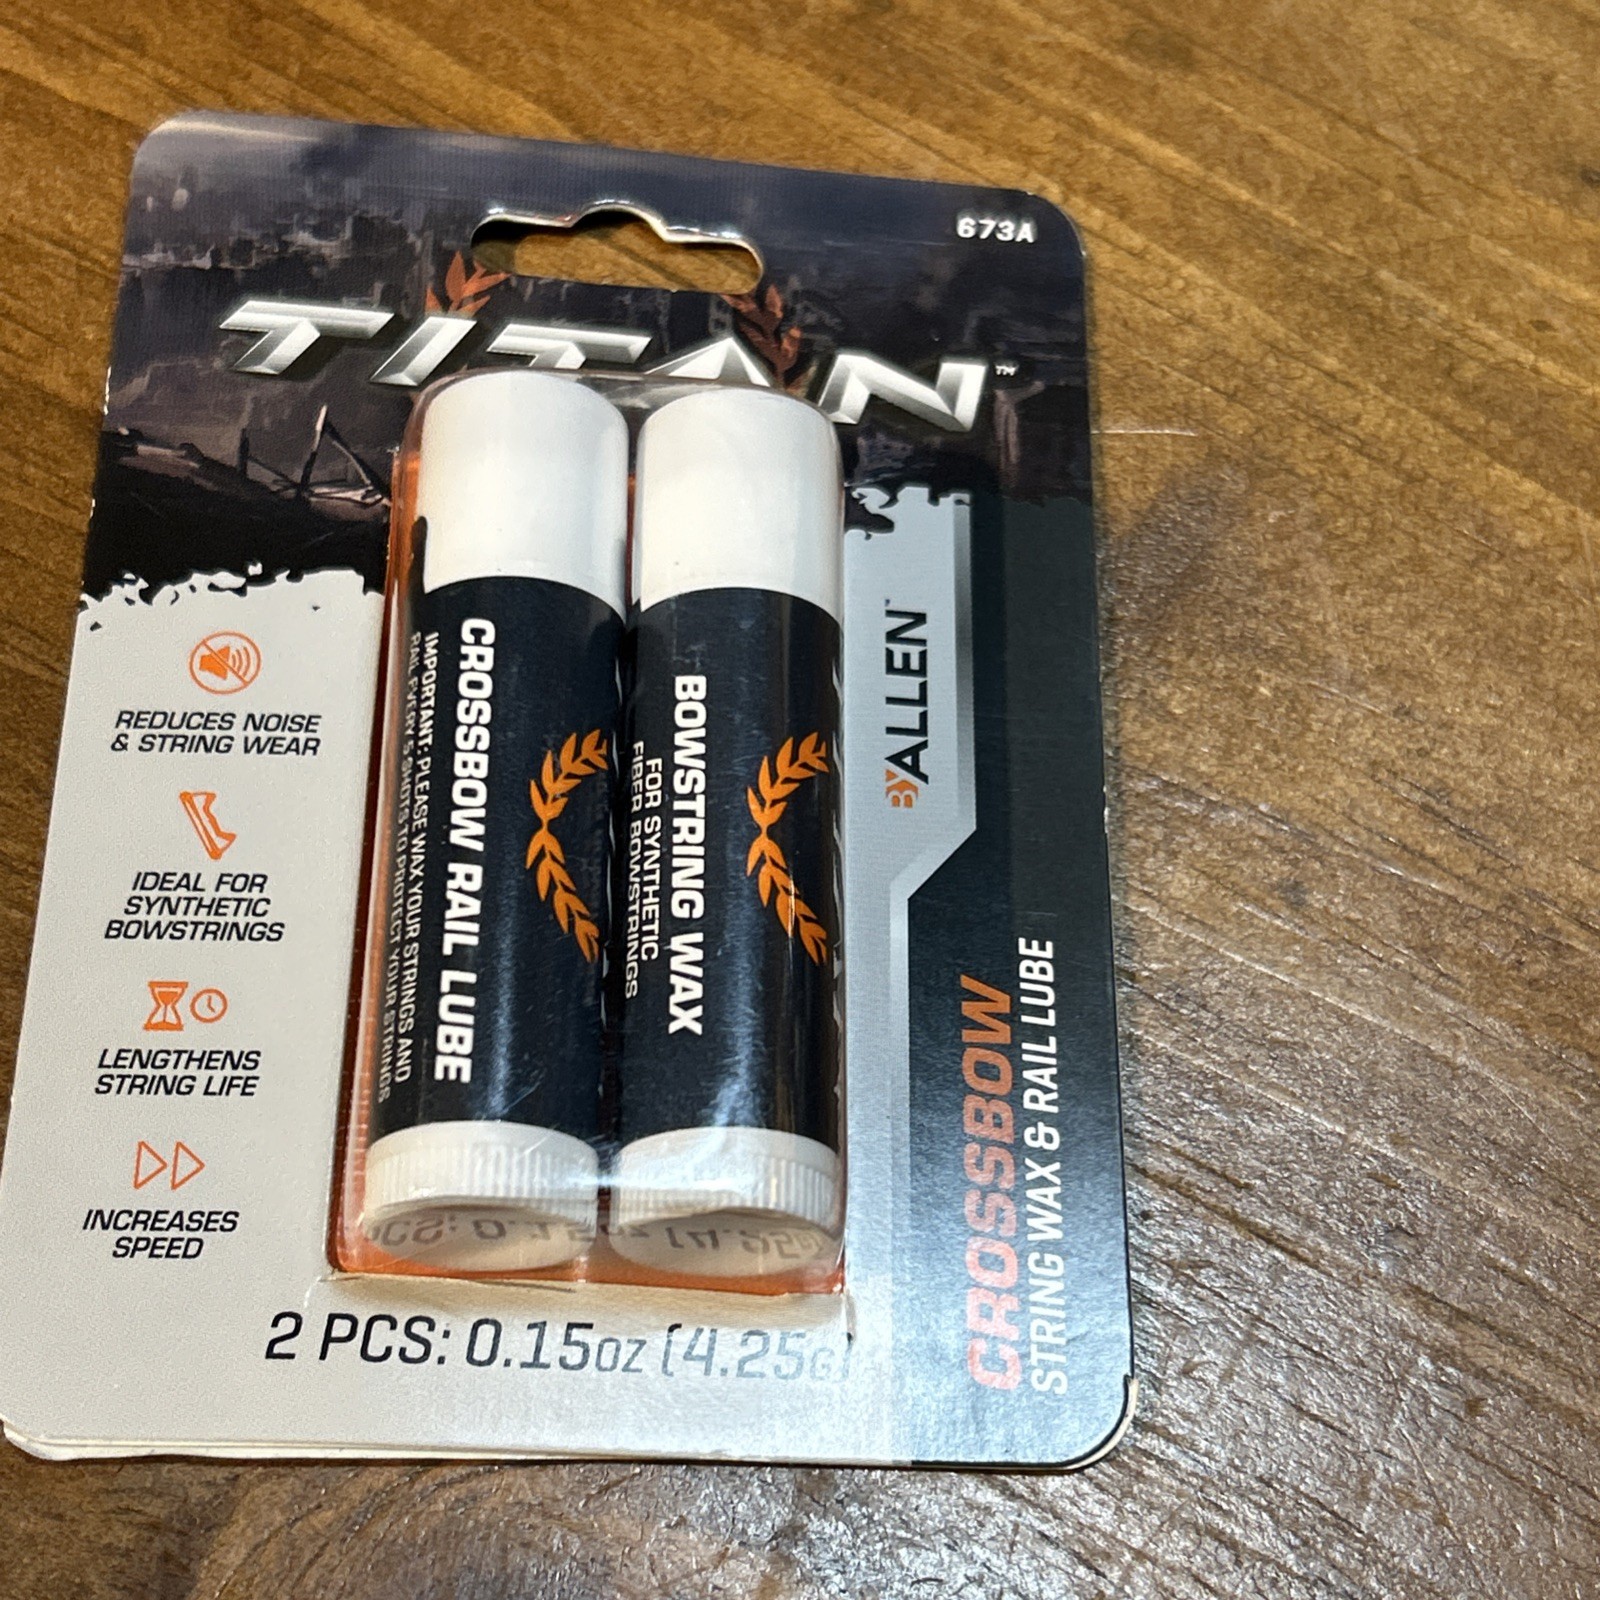 673A
TITAN™
REDUCES NOISE
& STRING WEAR
IDEAL FOR
SYNTHETIC
BOWSTRINGS
LENGTHENS
STRING LIFE
INCREASES
SPEED
CROSSBOW RAIL LUBE
IMPORTANT: PLEASE WAX YOUR STRINGS AND
RAIL EVERY 5 SHOTS TO PROTECT YOUR STRINGS
BOWSTRING WAX
FOR SYNTHETIC
FIBER BOWSTRINGS
BY ALLEN™
CROSSBOW
STRING WAX & RAIL LUBE
2 PCS: 0.15OZ (4.25G)